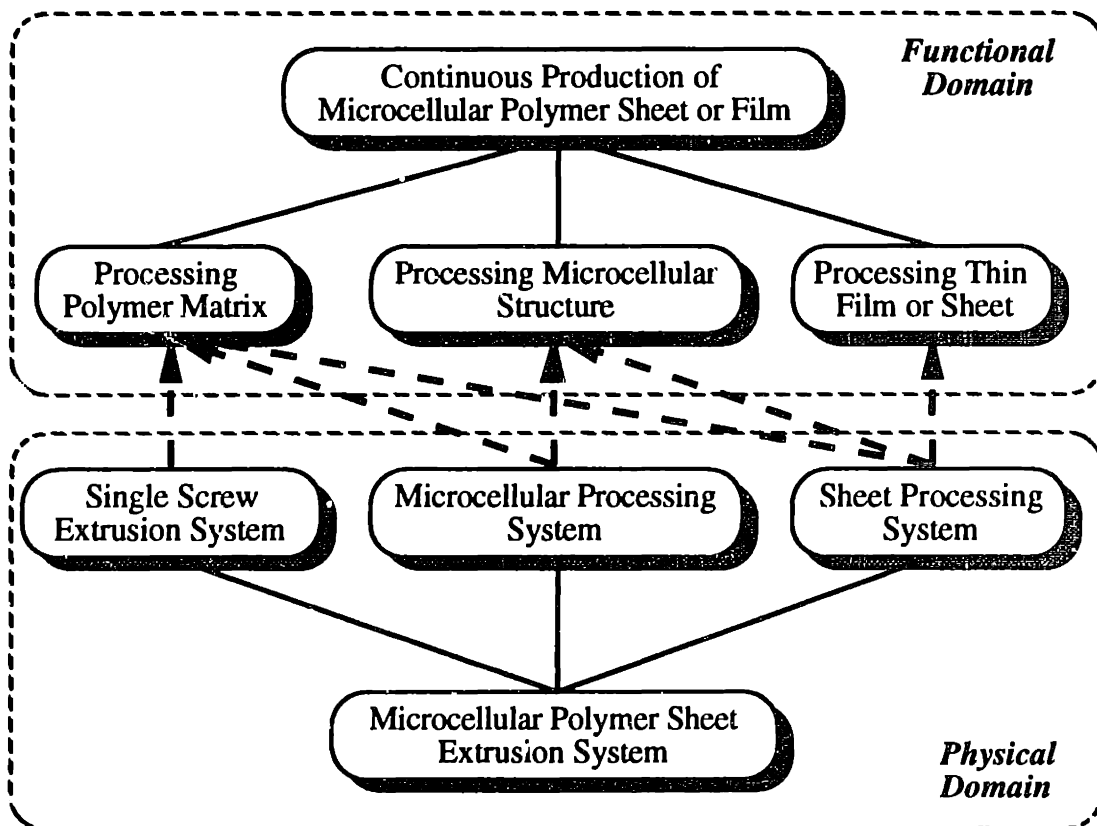 Functional
Domain
Continuous Production of
Microcellular Polymer Sheet or Film
Processing
Polymer Matrix
Processing Microcellular
Structure
Processing Thin
Film or Sheet
Single Screw
Extrusion System
Microcellular Processing
System
Sheet Processing
System
Microcellular Polymer Sheet
Extrusion System
Physical
Domain